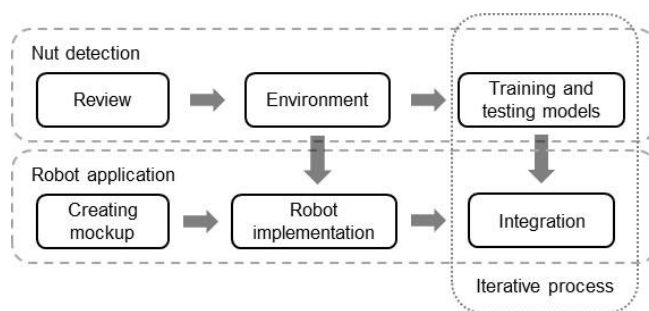 Nut detection
Review
Environment
Training and
testing models
Robot application
Creating
mockup
Robot
implementation
Integration
Iterative process